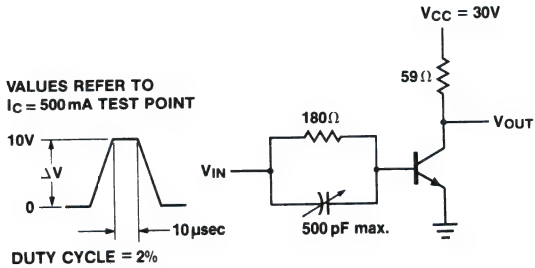 VCC = 30V
VALUES REFER TO
IC = 500 mA TEST POINT
59Ω
180Ω
10V
VOUT
VIN
ΔV
0
10 μsec
500 pF max.
DUTY CYCLE = 2%